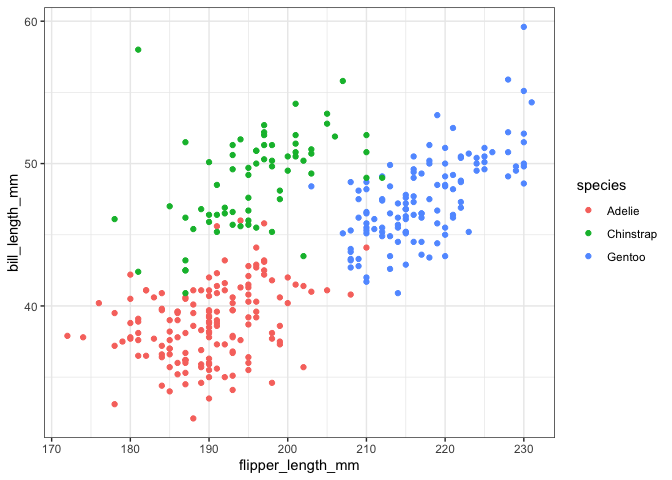 60
50
40
bill_length_mm
170 180 190 200 210 220 230
flipper_length_mm
species
Adelie
Chinstrap
Gentoo